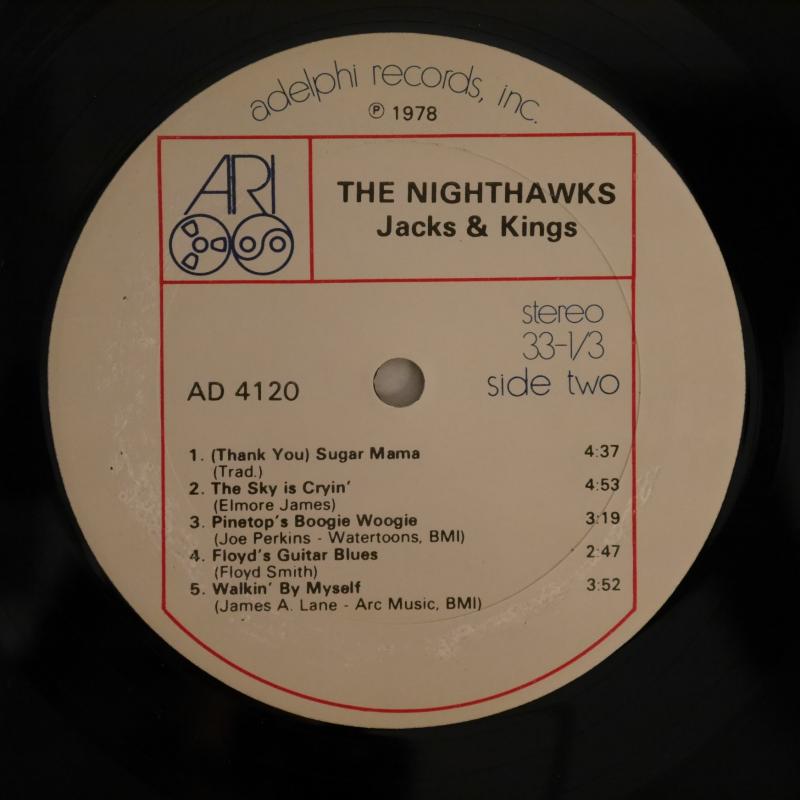 adelphi records, inc.
℗ 1978
ARI
THE NIGHTHAWKS
Jacks & Kings
stereo
33-1/3
side two
AD 4120
1. (Thank You) Sugar Mama 4:37
(Trad.)
2. The Sky is Cryin' 4:53
(Elmore James)
3. Pinetop's Boogie Woogie 3:19
(Joe Perkins - Watertoons, BMI)
4. Floyd's Guitar Blues 2:47
(Floyd Smith)
5. Walkin' By Myself 3:52
(James A. Lane - Arc Music, BMI)